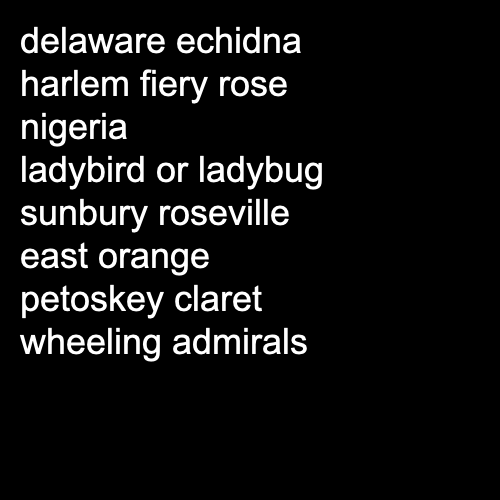 delaware echidna
harlem fiery rose
nigeria
ladybird or ladybug
sunbury roseville
east orange
petoskey claret
wheeling admirals